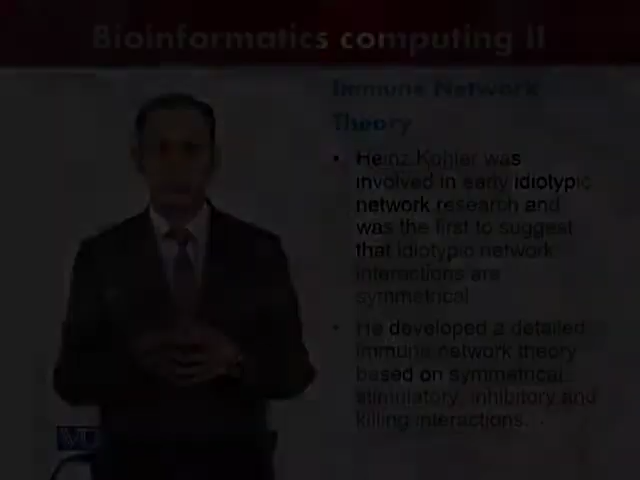 Bioinformatics computing II
Immune Network
Theory
• Heinz Kohler was
involved in early idiotypic
network research and
was the first to suggest
that idiotypic network
interactions are
symmetrical
• He developed a detailed
immune network theory
based on symmetrical
stimulatory, inhibitory and
killing interactions.